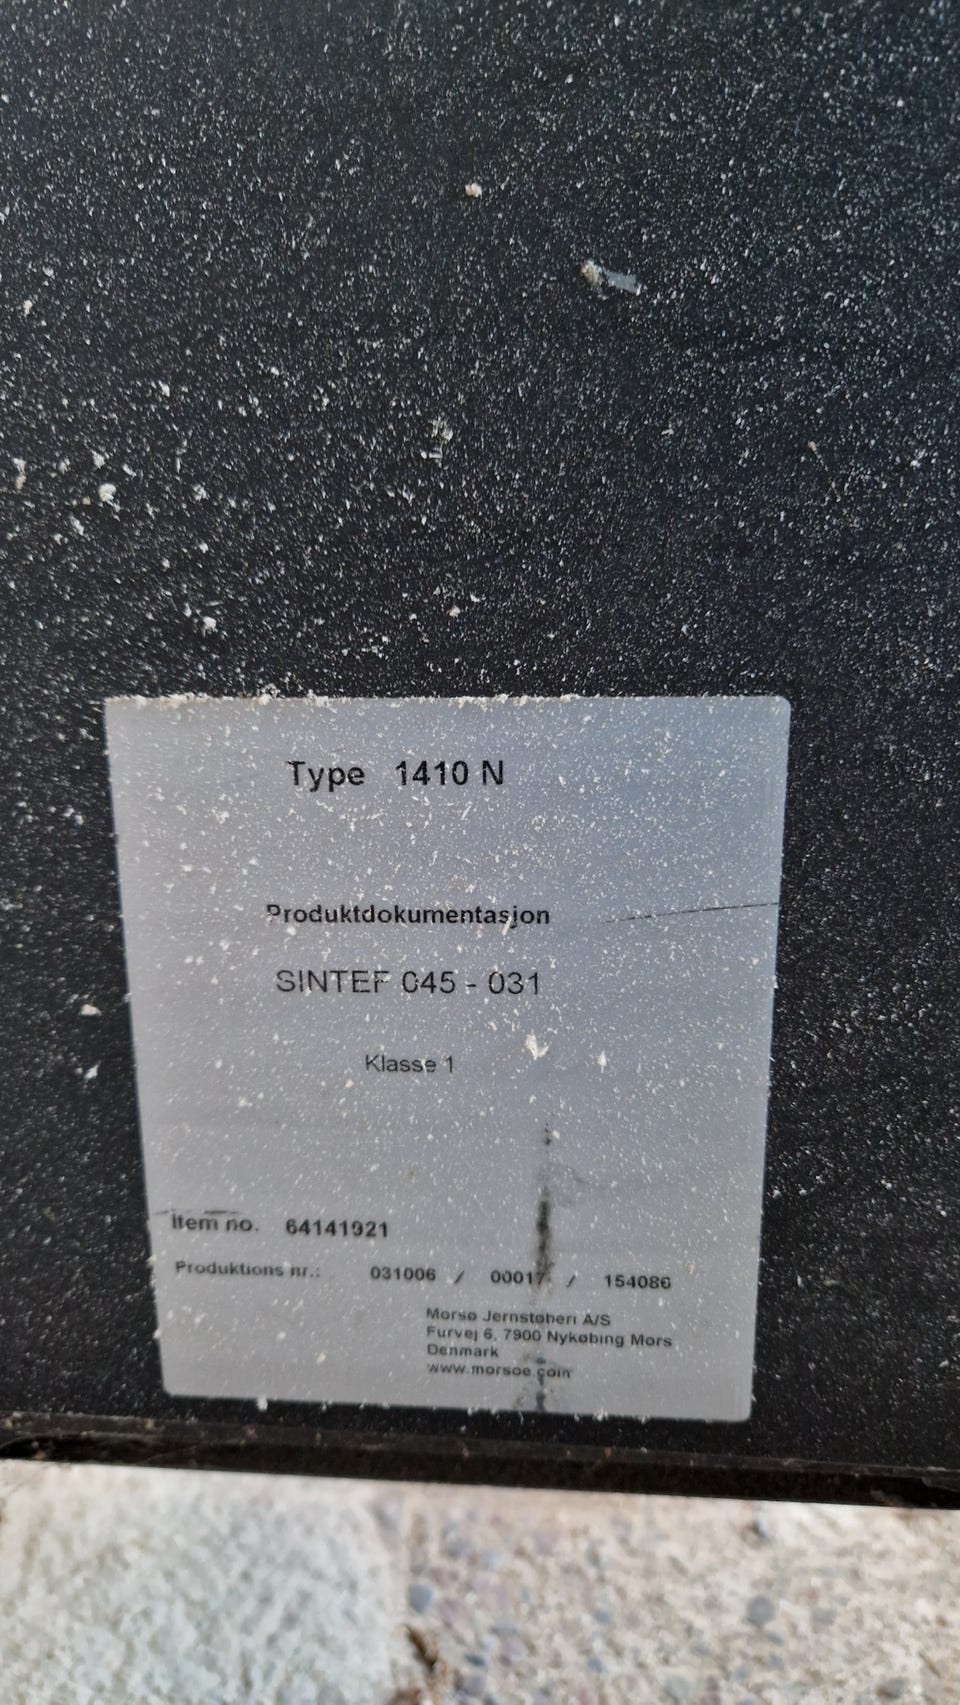 Type 1410 N
Produktdokumentasjon
SINTEF 045 - 031
Klasse 1
Item no. 64141921
Produktions nr.: 031006 / 00017 / 154086
Morsø Jernstøberi A/S
Furvej 6, 7900 Nykøbing Mors
Denmark
www.morsoe.com